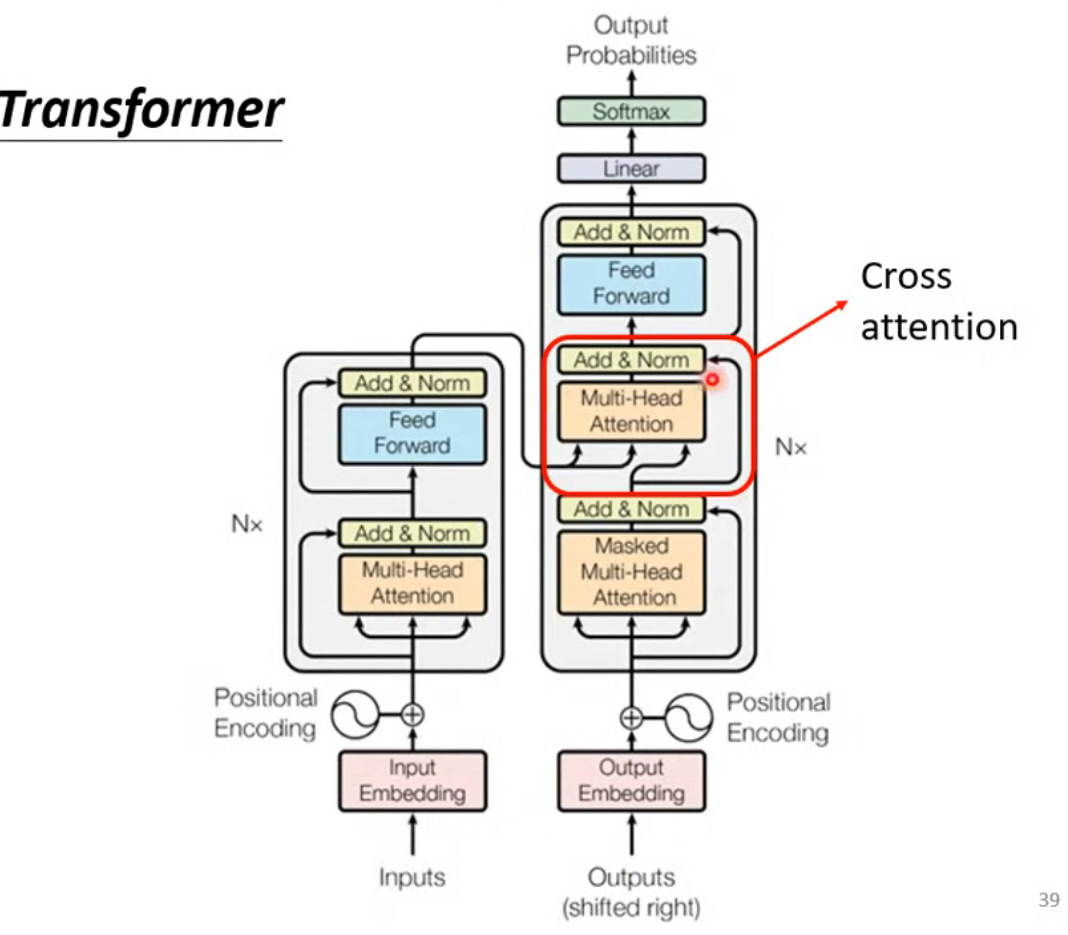 Transformer
Output
Probabilities
Softmax
Linear
Add & Norm
Feed
Forward
Add & Norm
Multi-Head
Attention
Cross
attention
Nx
Add & Norm
Masked
Multi-Head
Attention
Add & Norm
Feed
Forward
Nx
Add & Norm
Multi-Head
Attention
Positional
Encoding
Positional
Encoding
Input
Embedding
Output
Embedding
Inputs
Outputs
(shifted right)
39